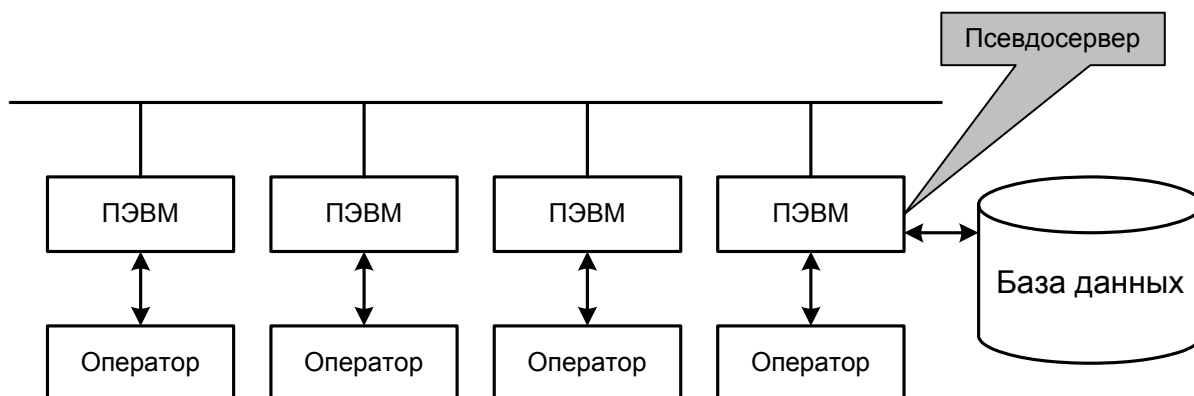 Псевдосервер
ПЭВМ
ПЭВМ
ПЭВМ
ПЭВМ
База данных
Оператор
Оператор
Оператор
Оператор